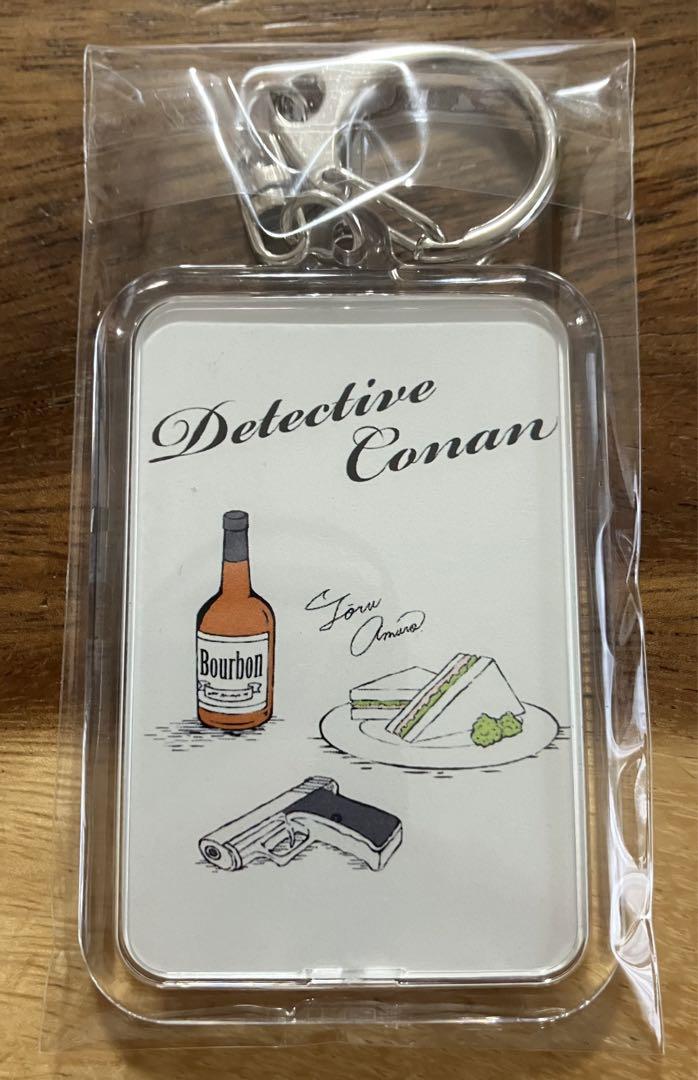 Detective
Conan
Bourbon
Tōru
Amuro